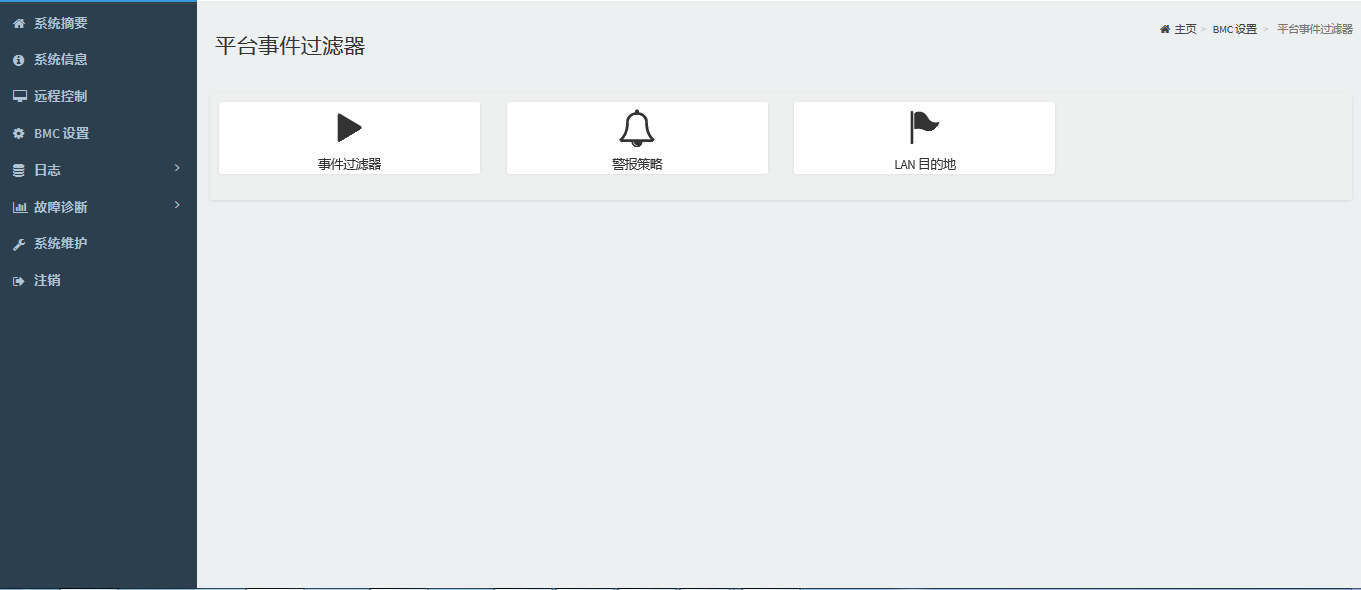 系统摘要
系统信息
远程控制
BMC 设置
日志
故障诊断
系统维护
注销
平台事件过滤器
主页 > BMC 设置 > 平台事件过滤器
事件过滤器
警报策略
LAN 目的地